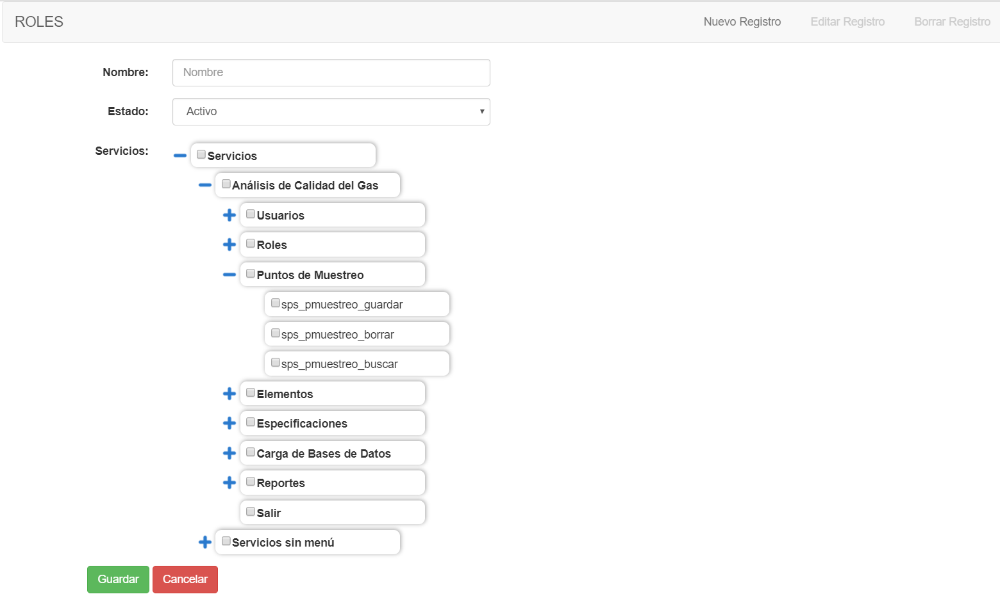 ROLES Nuevo Registro Editar Registro Borrar Registro
Nombre: Nombre
Estado: Activo
Servicios: Servicios
Análisis de Calidad del Gas
Usuarios
Roles
Puntos de Muestreo
sps_pmuestreo_guardar
sps_pmuestreo_borrar
sps_pmuestreo_buscar
Elementos
Especificaciones
Carga de Bases de Datos
Reportes
Salir
Servicios sin menú
Guardar Cancelar